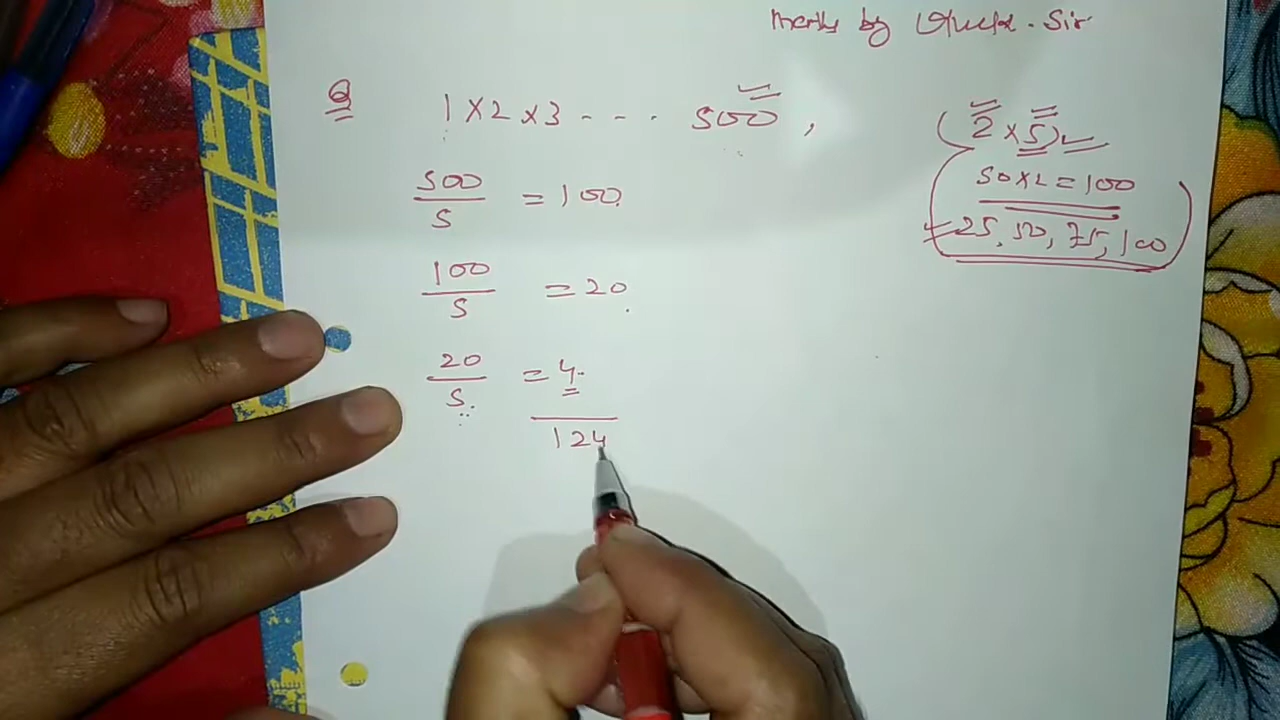 Maths by Sir
Q 1 X 2 X 3 - - - . 500 ,
500/5 = 100.
100/5 = 20.
20/5 = 4.
124
(2 X 5)
50 X 2 = 100
25, 50, 75, 100